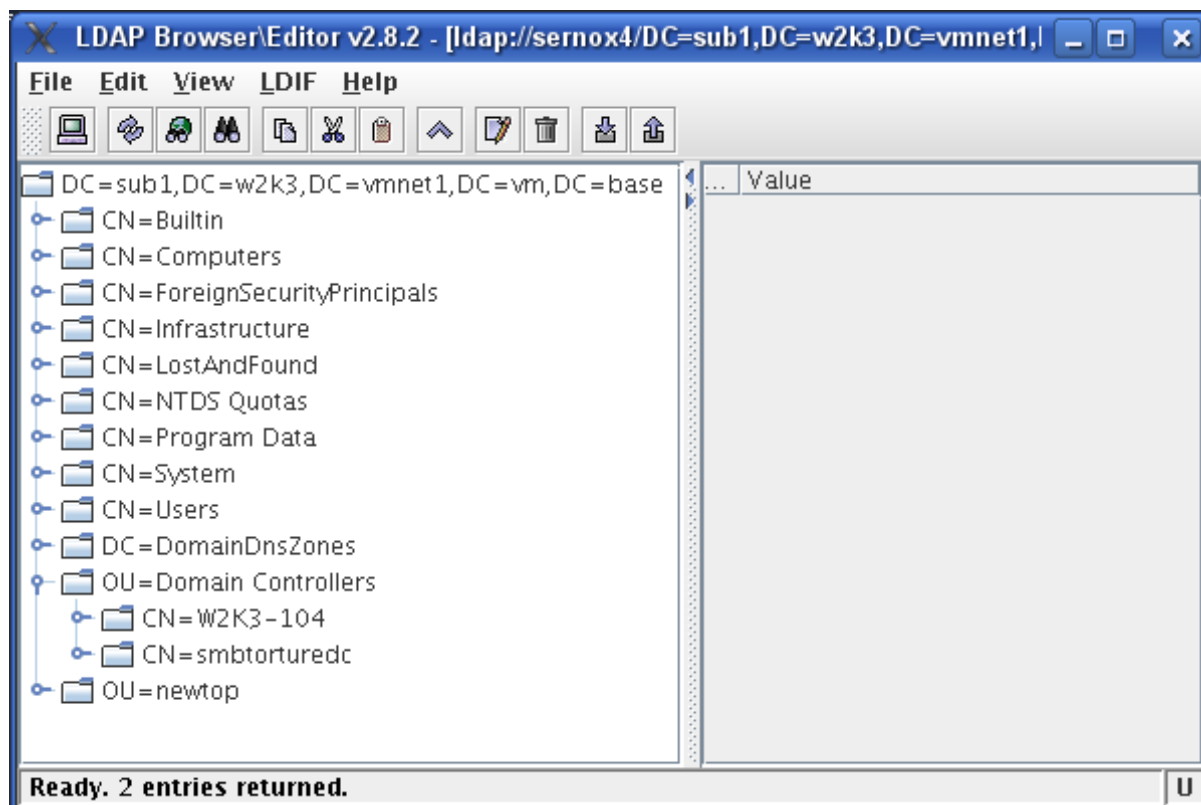 LDAP Browser\Editor v2.8.2 - [ldap://sernox4/DC=sub1,DC=w2k3,DC=vmnet1,
File Edit View LDIF Help
DC=sub1,DC=w2k3,DC=vmnet1,DC=vm,DC=base
... Value
CN=Builtin
CN=Computers
CN=ForeignSecurityPrincipals
CN=Infrastructure
CN=LostAndFound
CN=NTDS Quotas
CN=Program Data
CN=System
CN=Users
DC=DomainDnsZones
OU=Domain Controllers
CN=W2K3-104
CN=smbtorturedc
OU=newtop
Ready. 2 entries returned.
U